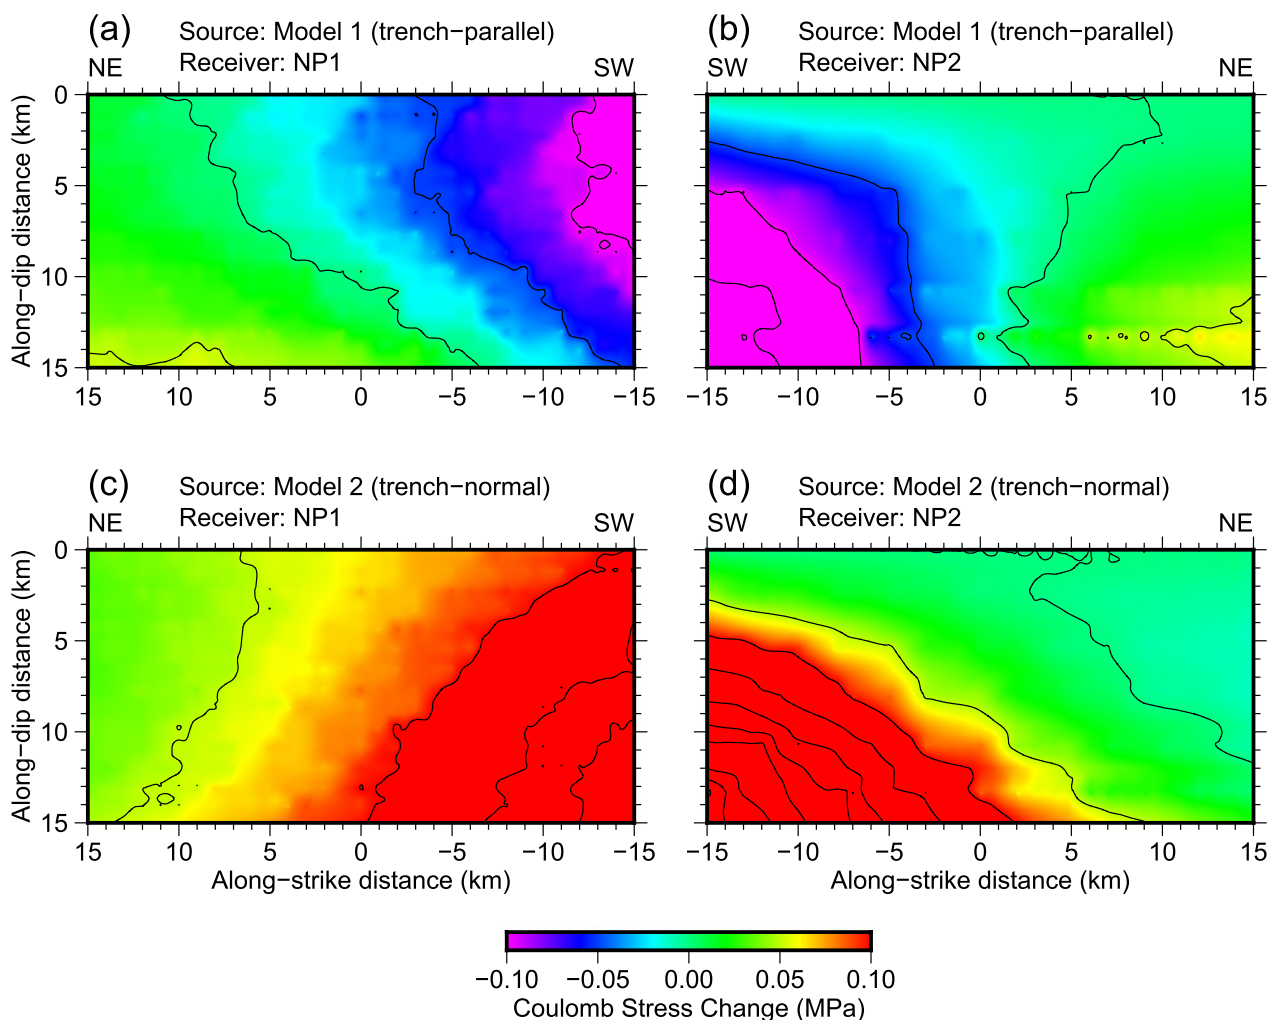 (a) Source: Model 1 (trench−parallel)
Receiver: NP1
NE SW
0
5
10
15
Along−dip distance (km)
15 10 5 0 −5 −10 −15
(b) Source: Model 1 (trench−parallel)
Receiver: NP2
SW NE
−15 −10 −5 0 5 10 15
(c) Source: Model 2 (trench−normal)
Receiver: NP1
NE SW
0
5
10
15
Along−dip distance (km)
15 10 5 0 −5 −10 −15
Along−strike distance (km)
(d) Source: Model 2 (trench−normal)
Receiver: NP2
SW NE
−15 −10 −5 0 5 10 15
Along−strike distance (km)
−0.10 −0.05 0.00 0.05 0.10
Coulomb Stress Change (MPa)